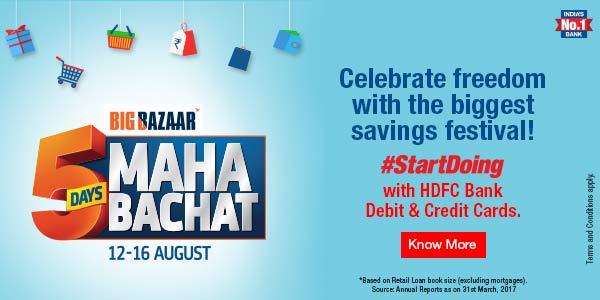 INDIA'S
No.1
BANK
BIG BAZAAR
5
DAYS
MAHA
BACHAT
12-16 AUGUST
Celebrate freedom
with the biggest
savings festival!
#StartDoing
with HDFC Bank
Debit & Credit Cards.
Know More
*Based on Retail Loan book size (excluding mortgages).
Source: Annual Reports as on 31st March, 2017
Terms and Conditions apply.
₹